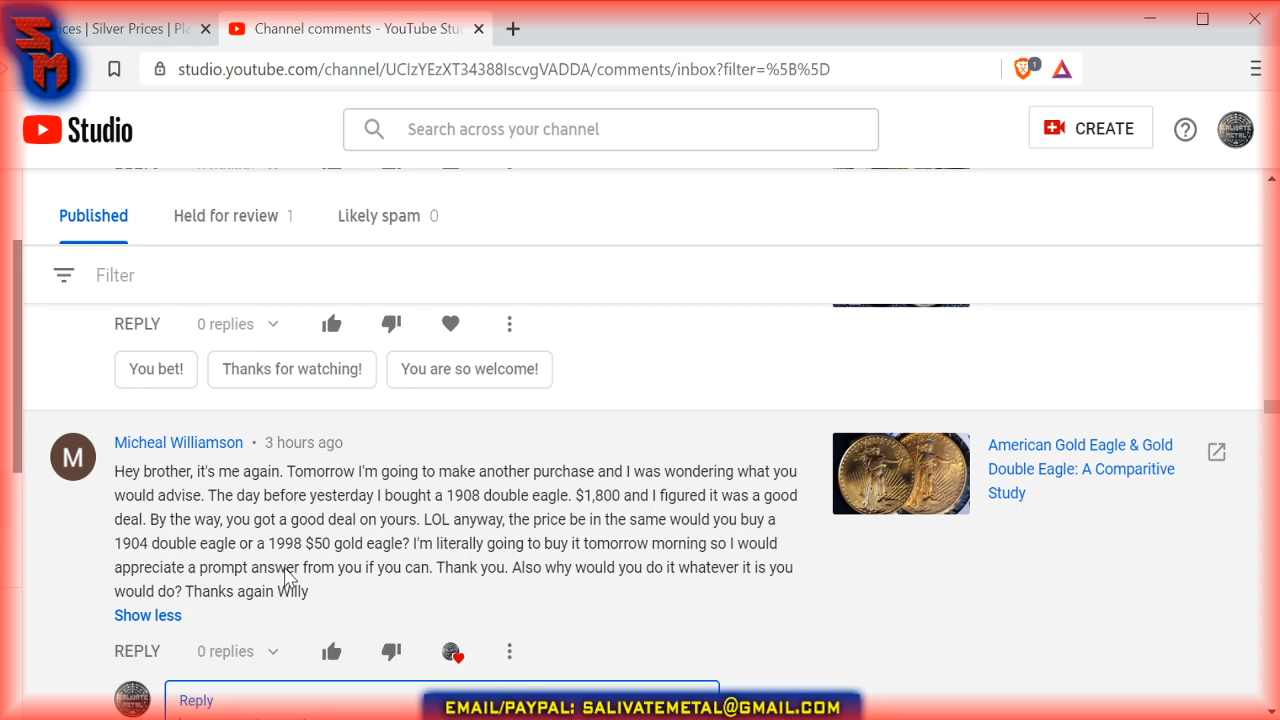 SM
ices | Silver Prices | Pla
Channel comments - YouTube Stu
studio.youtube.com/channel/UCIzYEzXT34388IscvgVADDA/comments/inbox?filter=%5B%5D
1
Studio
Search across your channel
CREATE
Published
Held for review 1
Likely spam 0
Filter
REPLY 0 replies
You bet!
Thanks for watching!
You are so welcome!
M
Micheal Williamson • 3 hours ago
Hey brother, it's me again. Tomorrow I'm going to make another purchase and I was wondering what you
would advise. The day before yesterday I bought a 1908 double eagle. $1,800 and I figured it was a good
deal. By the way, you got a good deal on yours. LOL anyway, the price be in the same would you buy a
1904 double eagle or a 1998 $50 gold eagle? I'm literally going to buy it tomorrow morning so I would
appreciate a prompt answer from you if you can. Thank you. Also why would you do it whatever it is you
would do? Thanks again Willy
Show less
American Gold Eagle & Gold
Double Eagle: A Comparitive
Study
REPLY 0 replies
Reply
EMAIL/PAYPAL: SALIVATEMETAL@GMAIL.COM